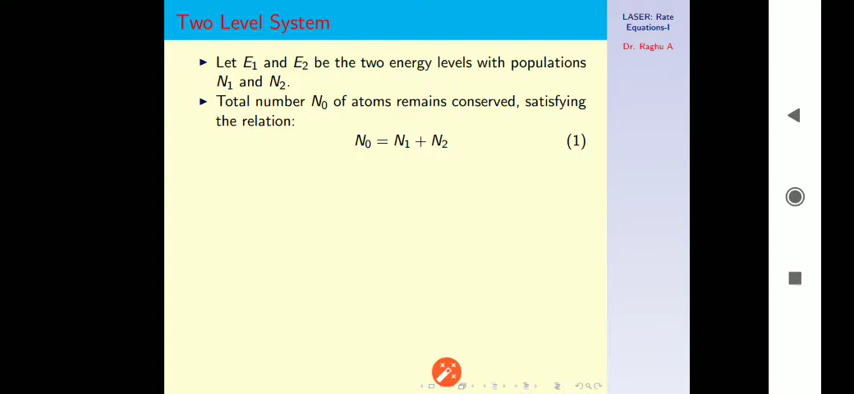 Two Level System
LASER: Rate
Equations-I
Dr. Raghu A
▶ Let E₁ and E₂ be the two energy levels with populations
N₁ and N₂.
▶ Total number N₀ of atoms remains conserved, satisfying
the relation:
N₀ = N₁ + N₂ (1)